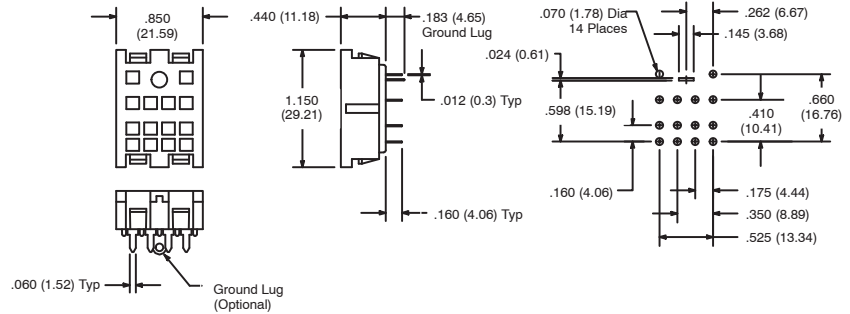 .850
(21.59)
.440 (11.18)
.183 (4.65)
Ground Lug
1.150
(29.21)
.012 (0.3) Typ
.160 (4.06) Typ
.060 (1.52) Typ
Ground Lug
(Optional)
.070 (1.78) Dia
14 Places
.262 (6.67)
.145 (3.68)
.024 (0.61)
.598 (15.19)
.410
(10.41)
.660
(16.76)
.160 (4.06)
.175 (4.44)
.350 (8.89)
.525 (13.34)